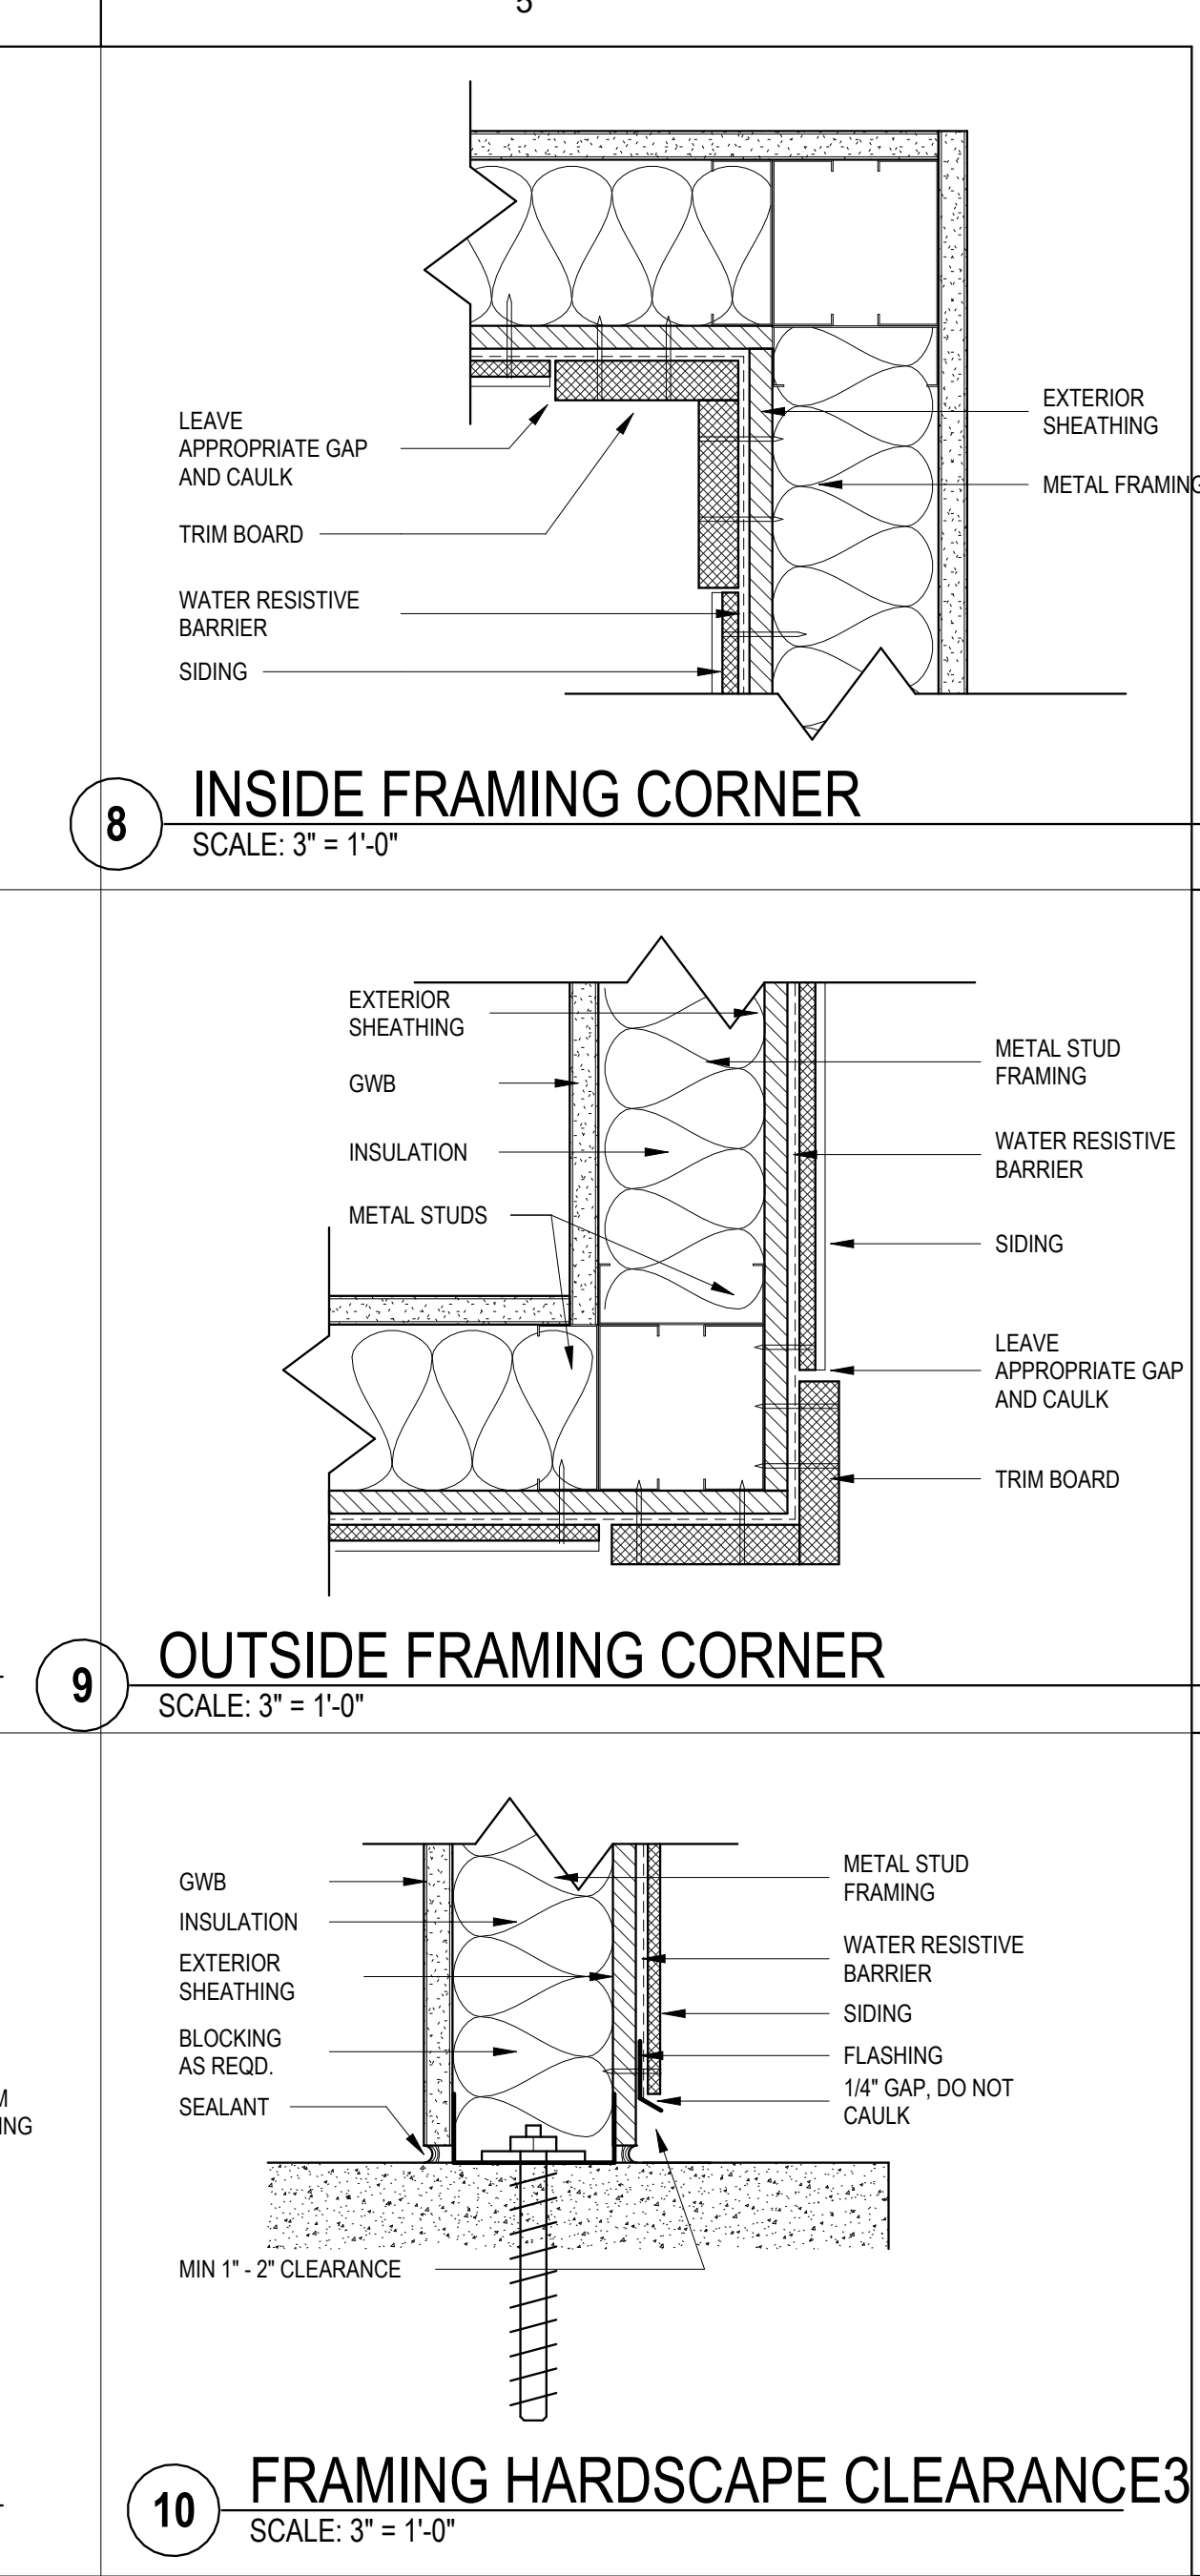 5
LEAVE
APPROPRIATE GAP
AND CAULK
TRIM BOARD
WATER RESISTIVE
BARRIER
SIDING
EXTERIOR
SHEATHING
METAL FRAMING
8
INSIDE FRAMING CORNER
SCALE: 3" = 1'-0"
EXTERIOR
SHEATHING
GWB
INSULATION
METAL STUDS
METAL STUD
FRAMING
WATER RESISTIVE
BARRIER
SIDING
LEAVE
APPROPRIATE GAP
AND CAULK
TRIM BOARD
9
OUTSIDE FRAMING CORNER
SCALE: 3" = 1'-0"
GWB
INSULATION
EXTERIOR
SHEATHING
BLOCKING
AS REQD.
SEALANT
MIN 1" - 2" CLEARANCE
METAL STUD
FRAMING
WATER RESISTIVE
BARRIER
SIDING
FLASHING
1/4" GAP, DO NOT
CAULK
M
NG
10
FRAMING HARDSCAPE CLEARANCE3
SCALE: 3" = 1'-0"